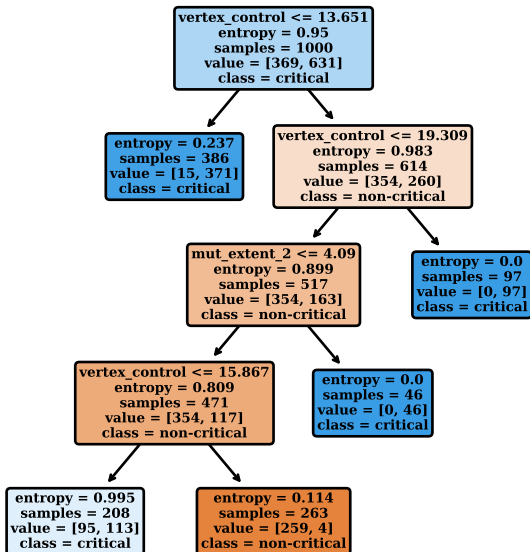 vertex_control <= 13.651
entropy = 0.95
samples = 1000
value = [369, 631]
class = critical
entropy = 0.237
samples = 386
value = [15, 371]
class = critical
vertex_control <= 19.309
entropy = 0.983
samples = 614
value = [354, 260]
class = non-critical
mut_extent_2 <= 4.09
entropy = 0.899
samples = 517
value = [354, 163]
class = non-critical
entropy = 0.0
samples = 97
value = [0, 97]
class = critical
vertex_control <= 15.867
entropy = 0.809
samples = 471
value = [354, 117]
class = non-critical
entropy = 0.0
samples = 46
value = [0, 46]
class = critical
entropy = 0.995
samples = 208
value = [95, 113]
class = critical
entropy = 0.114
samples = 263
value = [259, 4]
class = non-critical